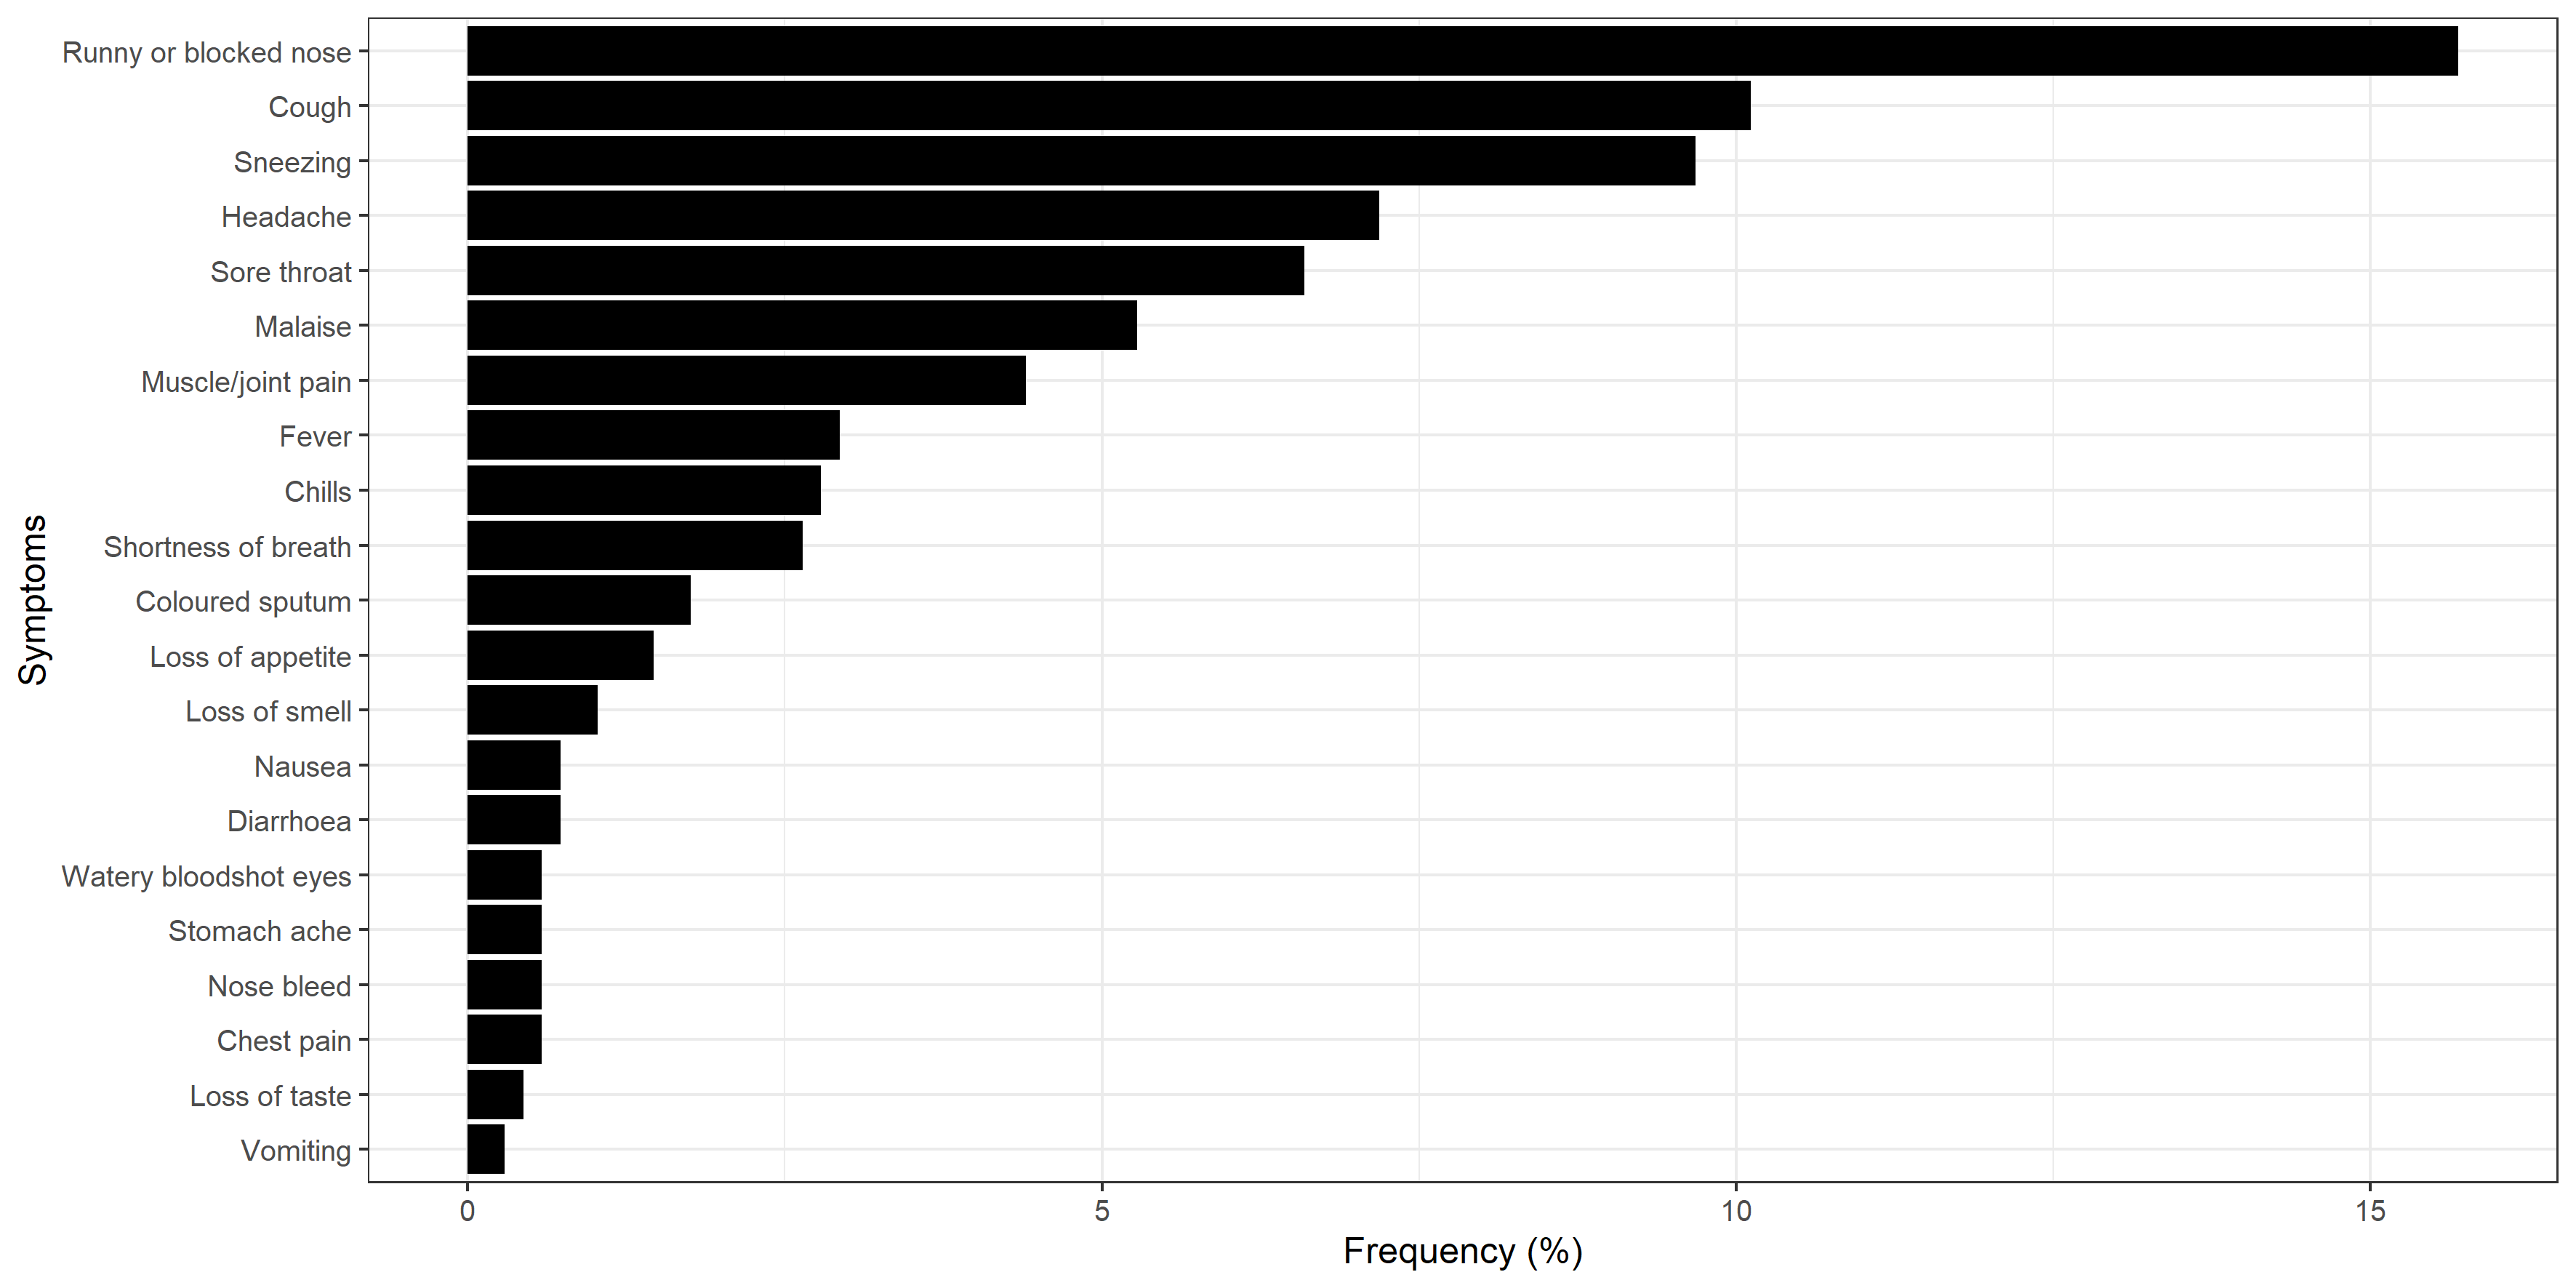 Runny or blocked nose
Cough
Sneezing
Headache
Sore throat
Malaise
Muscle/joint pain
Fever
Chills
Shortness of breath
Coloured sputum
Loss of appetite
Loss of smell
Nausea
Diarrhoea
Watery bloodshot eyes
Stomach ache
Nose bleed
Chest pain
Loss of taste
Vomiting
Symptoms
0 5 10 15
Frequency (%)